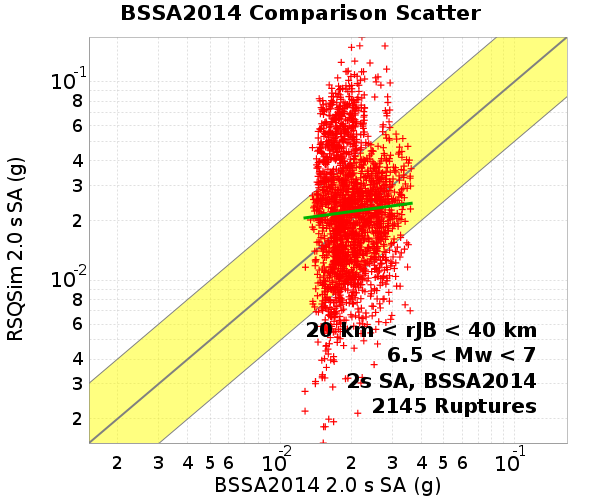 BSSA2014 Comparison Scatter
RSQSim 2.0 s SA (g)
10-1
8
6
4
3
2
10-2
8
6
4
3
2
20 km < rJB < 40 km
6.5 < Mw < 7
2s SA, BSSA2014
2145 Ruptures
2 3 4 5 6 10-2 2 3 4 5 6 10-1
BSSA2014 2.0 s SA (g)